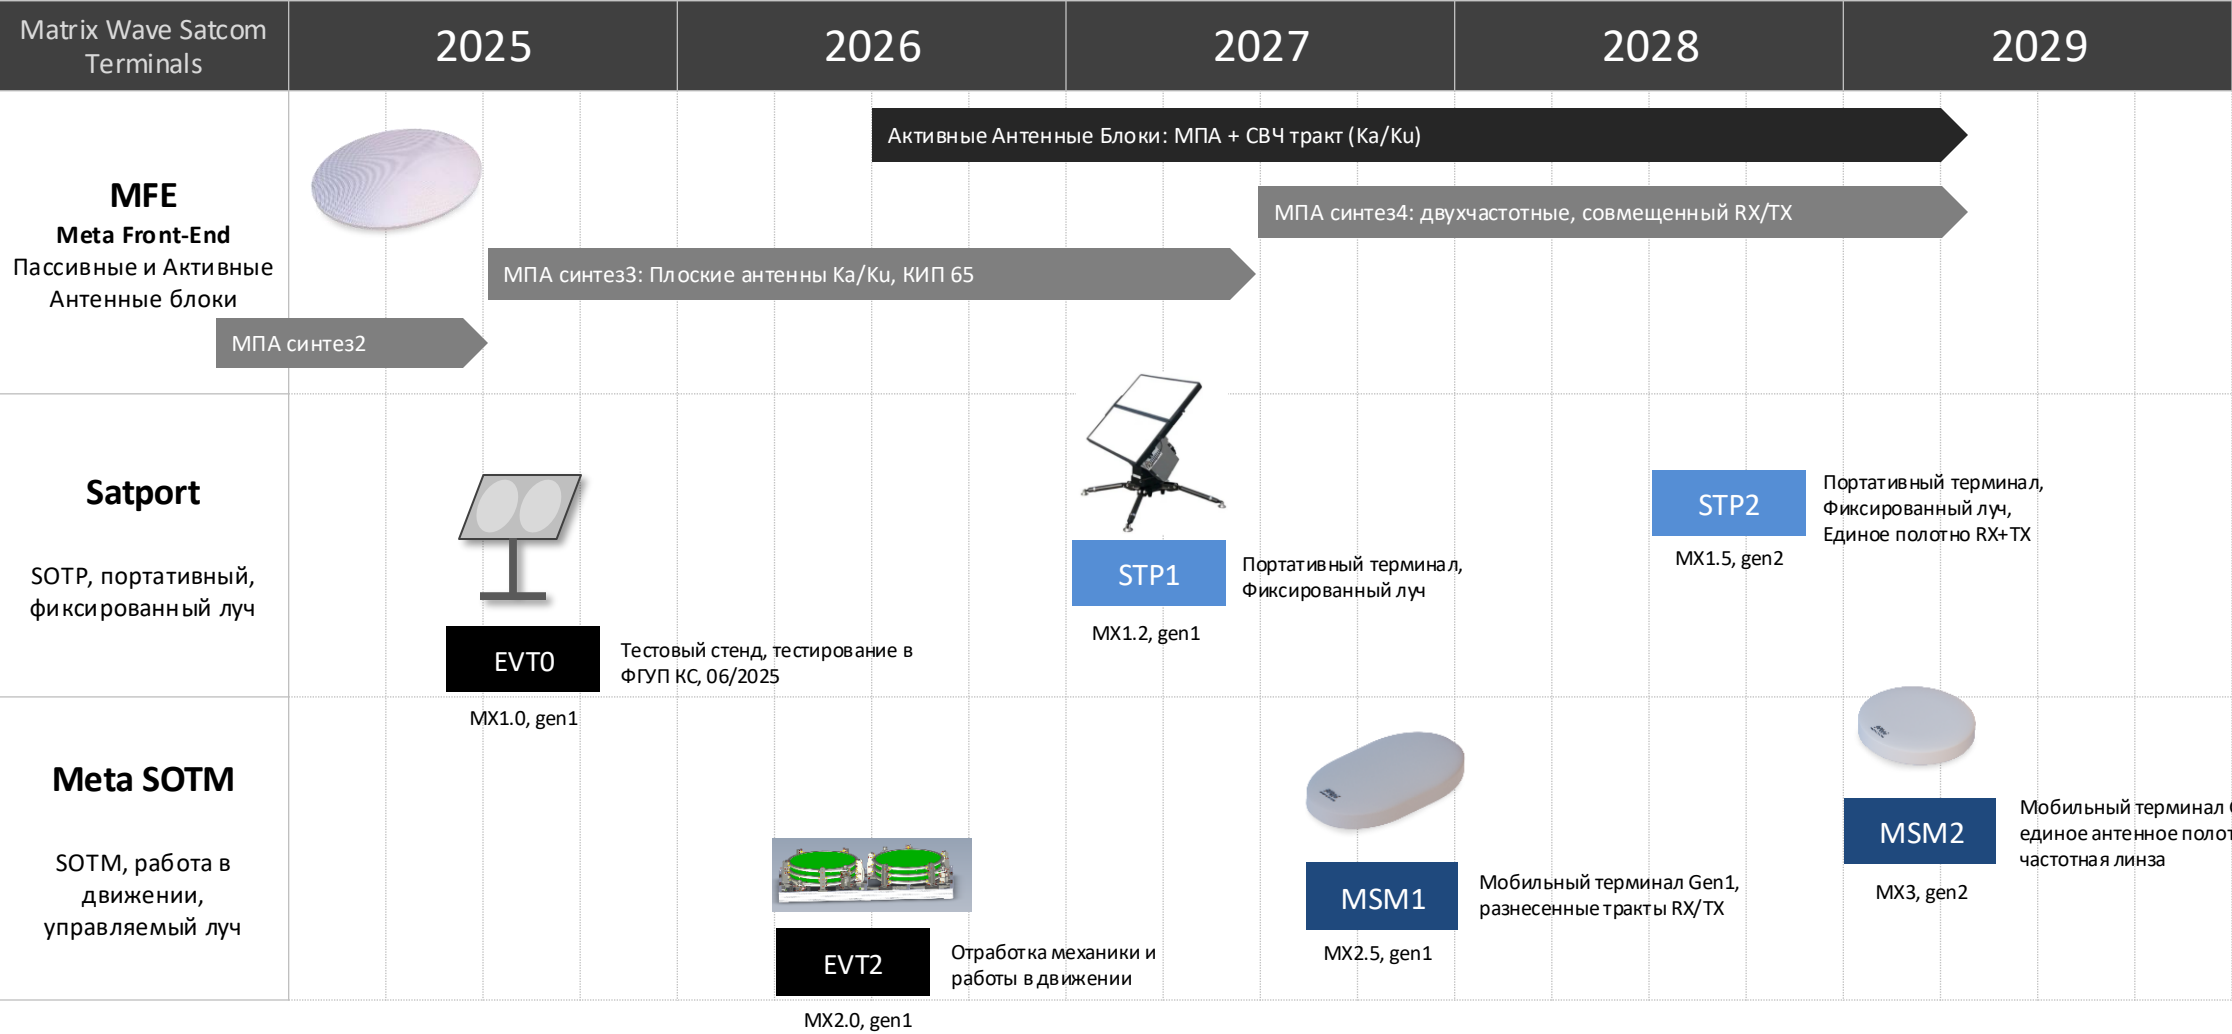 Matrix Wave Satcom
Terminals
2025
2026
2027
2028
2029
MFE
Meta Front-End
Пассивные и Активные
Антенные блоки
Активные Антенные Блоки: МПА + СВЧ тракт (Ka/Ku)
МПА синтез4: двухчастотные, совмещенный RX/TX
МПА синтез3: Плоские антенны Ka/Ku, КИП 65
МПА синтез2
Satport
SOTP, портативный,
фиксированный луч
EVT0
Тестовый стенд, тестирование в
ФГУП КС, 06/2025
MX1.0, gen1
STP1
Портативный терминал,
Фиксированный луч
MX1.2, gen1
STP2
Портативный терминал,
Фиксированный луч,
Единое полотно RX+TX
MX1.5, gen2
Meta SOTM
SOTM, работа в
движении,
управляемый луч
EVT2
Отработка механики и
работы в движении
MX2.0, gen1
MSM1
Мобильный терминал Gen1,
разнесенные тракты RX/TX
MX2.5, gen1
MSM2
Мобильный терминал
единое антенное полот
частотная линза
MX3, gen2